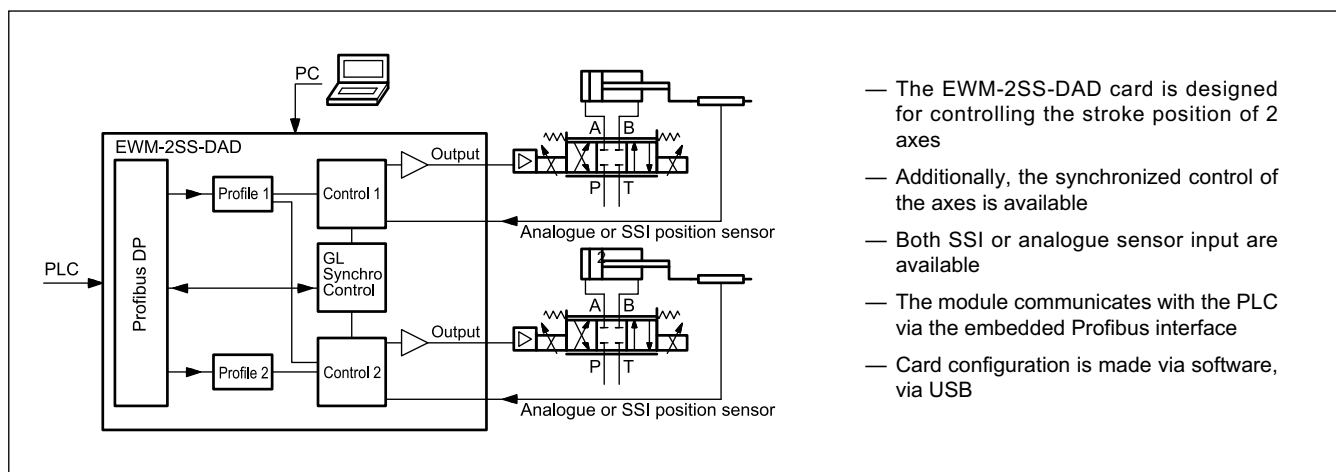 PC
EWM-2SS-DAD
Profibus DP
PLC
Profile 1
Control 1
Output
A B
P T
Analogue or SSI position sensor
GL
Synchro
Control
2
Profile 2
Control 2
Output
A B
P T
Analogue or SSI position sensor
— The EWM-2SS-DAD card is designed
for controlling the stroke position of 2
axes
— Additionally, the synchronized control of
the axes is available
— Both SSI or analogue sensor input are
available
— The module communicates with the PLC
via the embedded Profibus interface
— Card configuration is made via software,
via USB